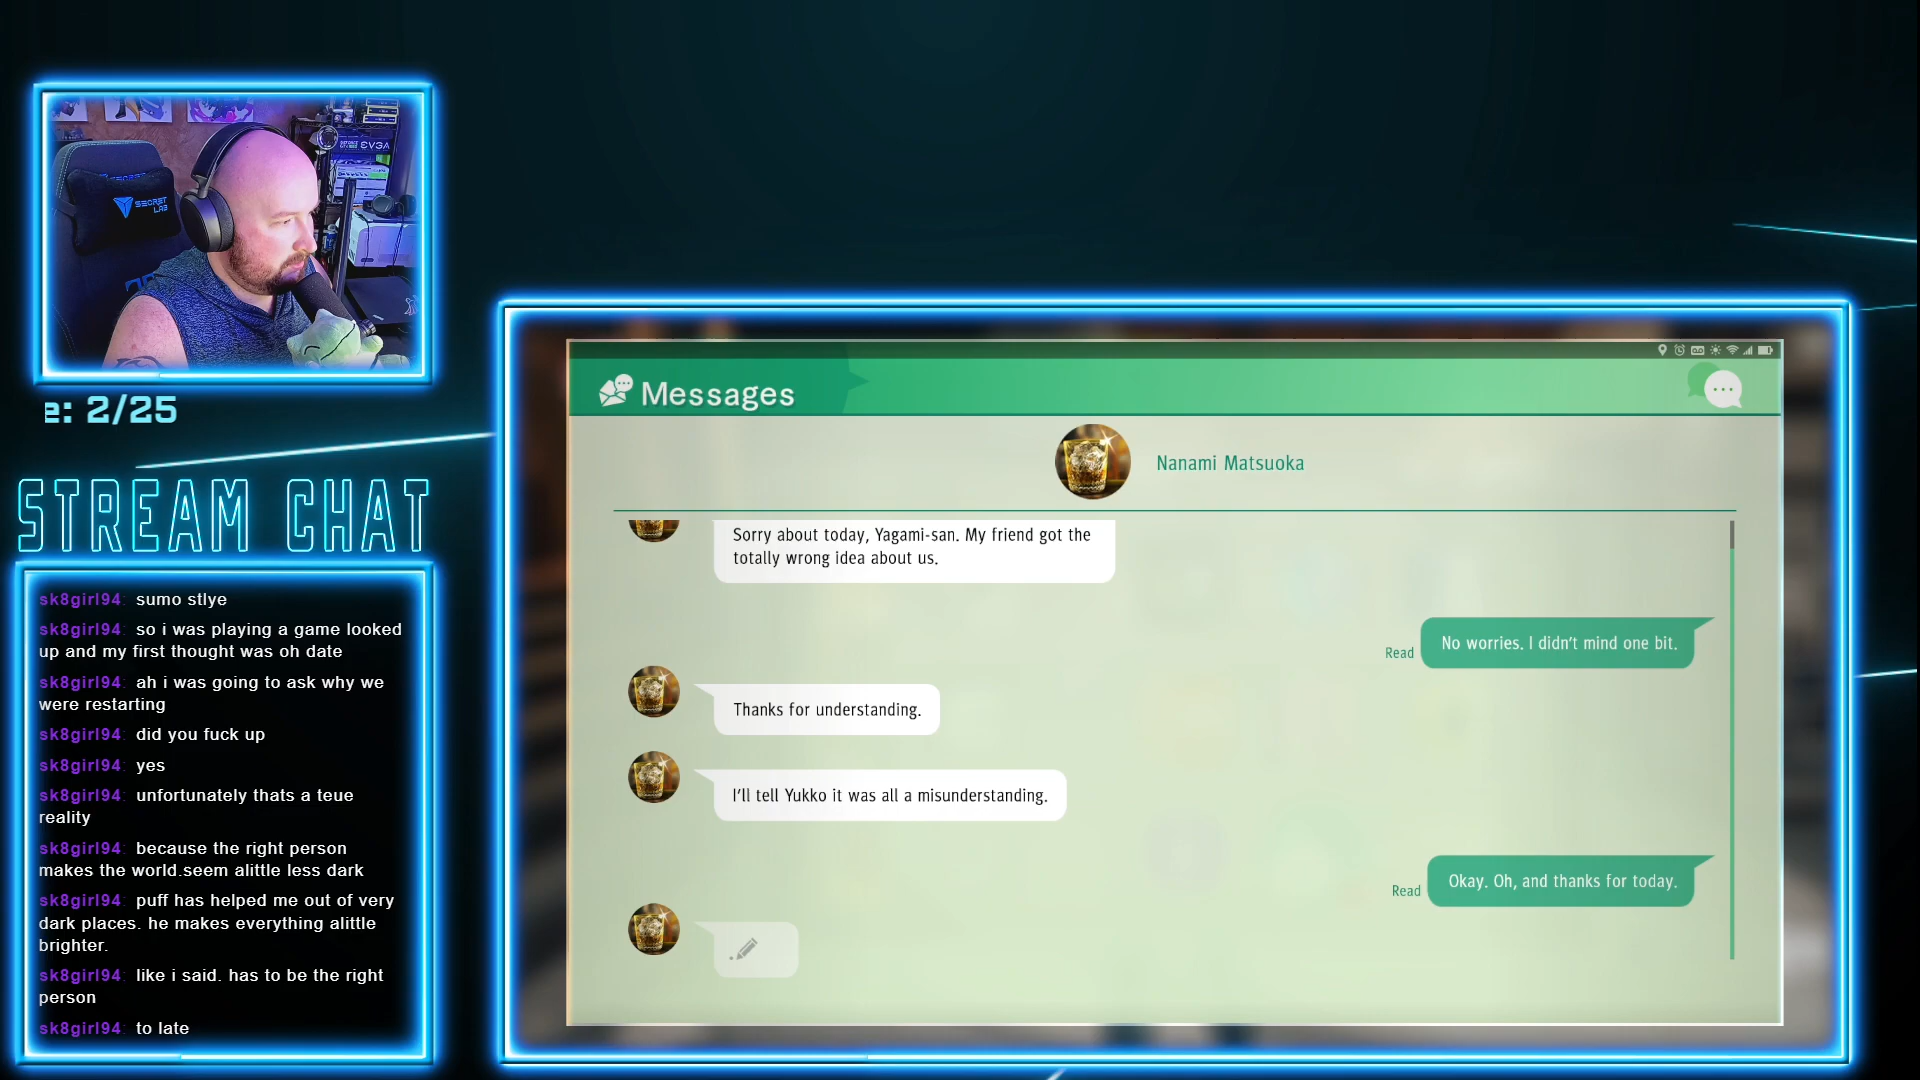 EVGA
SECRET
LAB
e: 2/25
STREAM CHAT
sk8girl94: sumo stlye
sk8girl94: so i was playing a game looked
up and my first thought was oh date
sk8girl94: ah i was going to ask why we
were restarting
sk8girl94: did you fuck up
sk8girl94: yes
sk8girl94: unfortunately thats a teue
reality
sk8girl94: because the right person
makes the world.seem alittle less dark
sk8girl94: puff has helped me out of very
dark places. he makes everything alittle
brighter.
sk8girl94: like i said. has to be the right
person
sk8girl94: to late
Messages
Nanami Matsuoka
Sorry about today, Yagami-san. My friend got the
totally wrong idea about us.
No worries. I didn't mind one bit.
Read
Thanks for understanding.
I'll tell Yukko it was all a misunderstanding.
Okay. Oh, and thanks for today.
Read